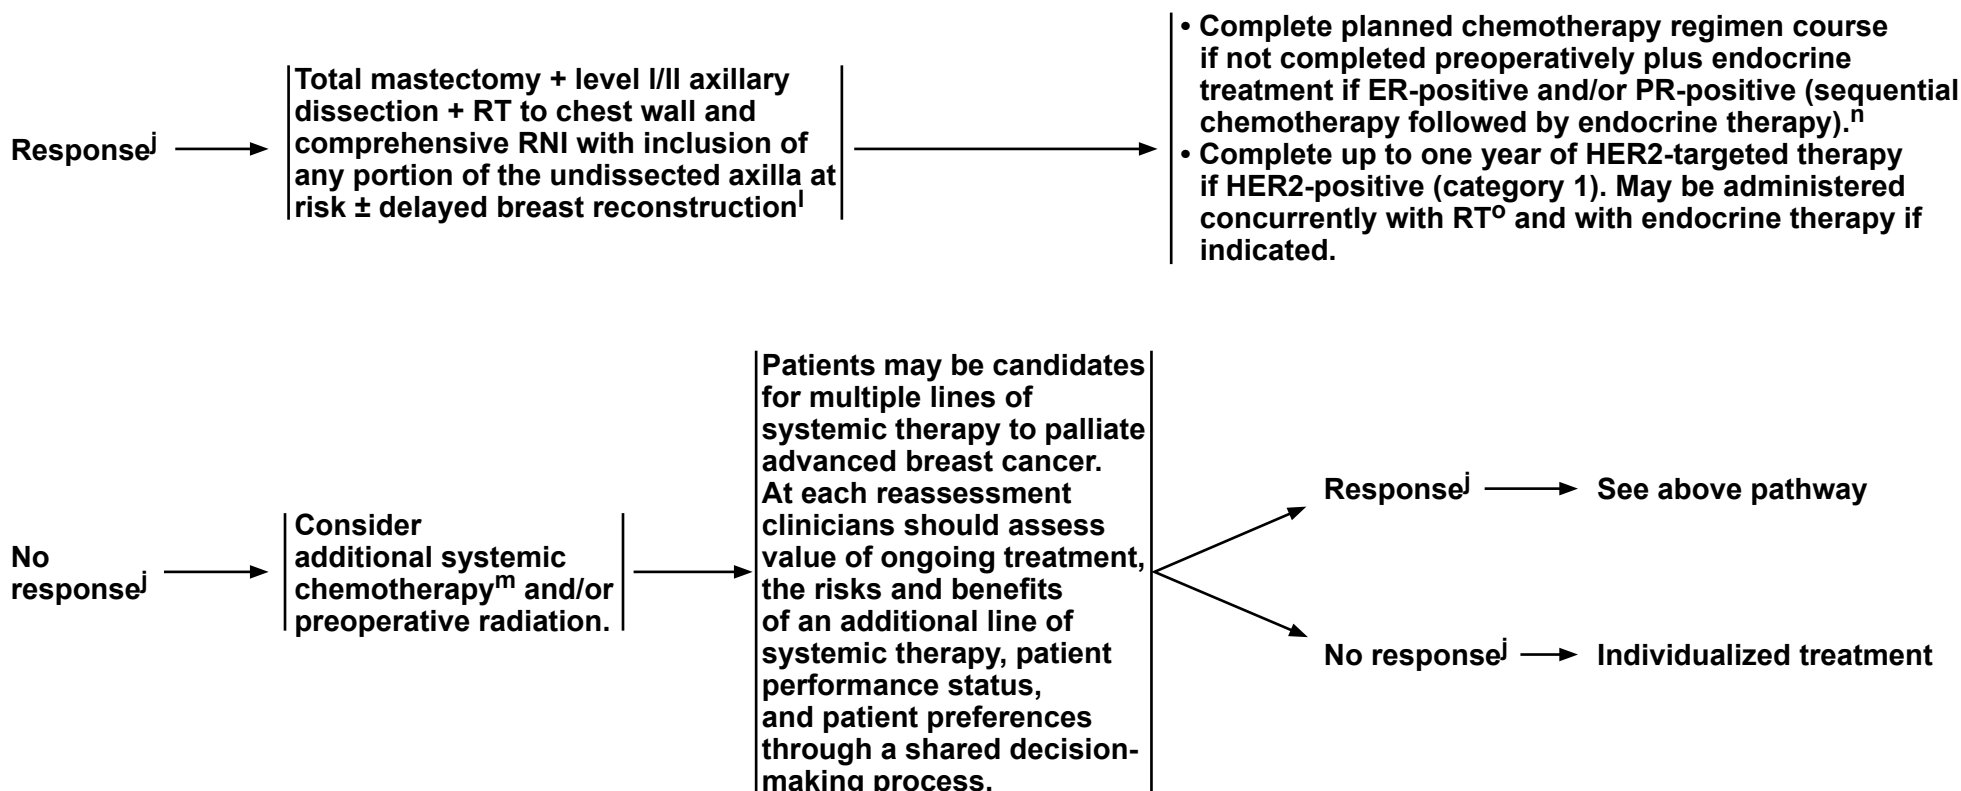 Responseʲ
Total mastectomy + level I/II axillary
dissection + RT to chest wall and
comprehensive RNI with inclusion of
any portion of the undissected axilla at
risk ± delayed breast reconstructionˡ
• Complete planned chemotherapy regimen course
if not completed preoperatively plus endocrine
treatment if ER-positive and/or PR-positive (sequential
chemotherapy followed by endocrine therapy).ⁿ
• Complete up to one year of HER2-targeted therapy
if HER2-positive (category 1). May be administered
concurrently with RTᵒ and with endocrine therapy if
indicated.
No
responseʲ
Consider
additional systemic
chemotherapyᵐ and/or
preoperative radiation.
Patients may be candidates
for multiple lines of
systemic therapy to palliate
advanced breast cancer.
At each reassessment
clinicians should assess
value of ongoing treatment,
the risks and benefits
of an additional line of
systemic therapy, patient
performance status,
and patient preferences
through a shared decision-
making process.
Responseʲ
See above pathway
No responseʲ
Individualized treatment